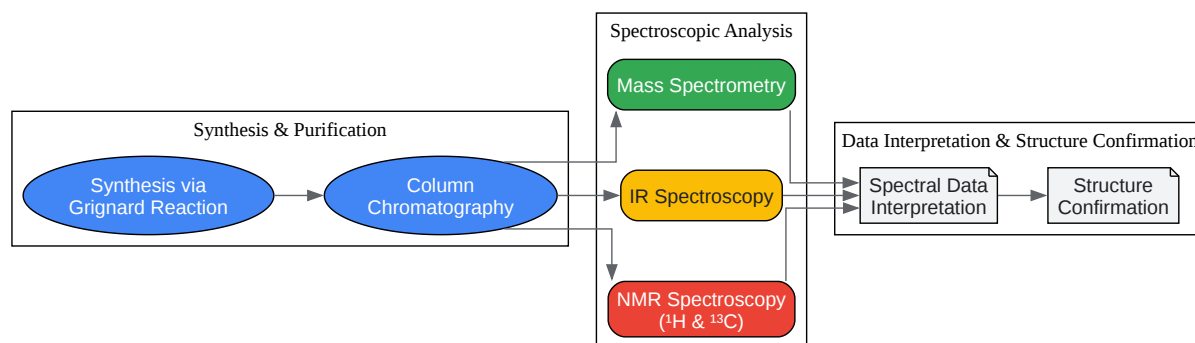 Synthesis & Purification
Synthesis via
Grignard Reaction
Column
Chromatography
Spectroscopic Analysis
Mass Spectrometry
IR Spectroscopy
NMR Spectroscopy
(¹H & ¹³C)
Data Interpretation & Structure Confirmation
Spectral Data
Interpretation
Structure
Confirmation